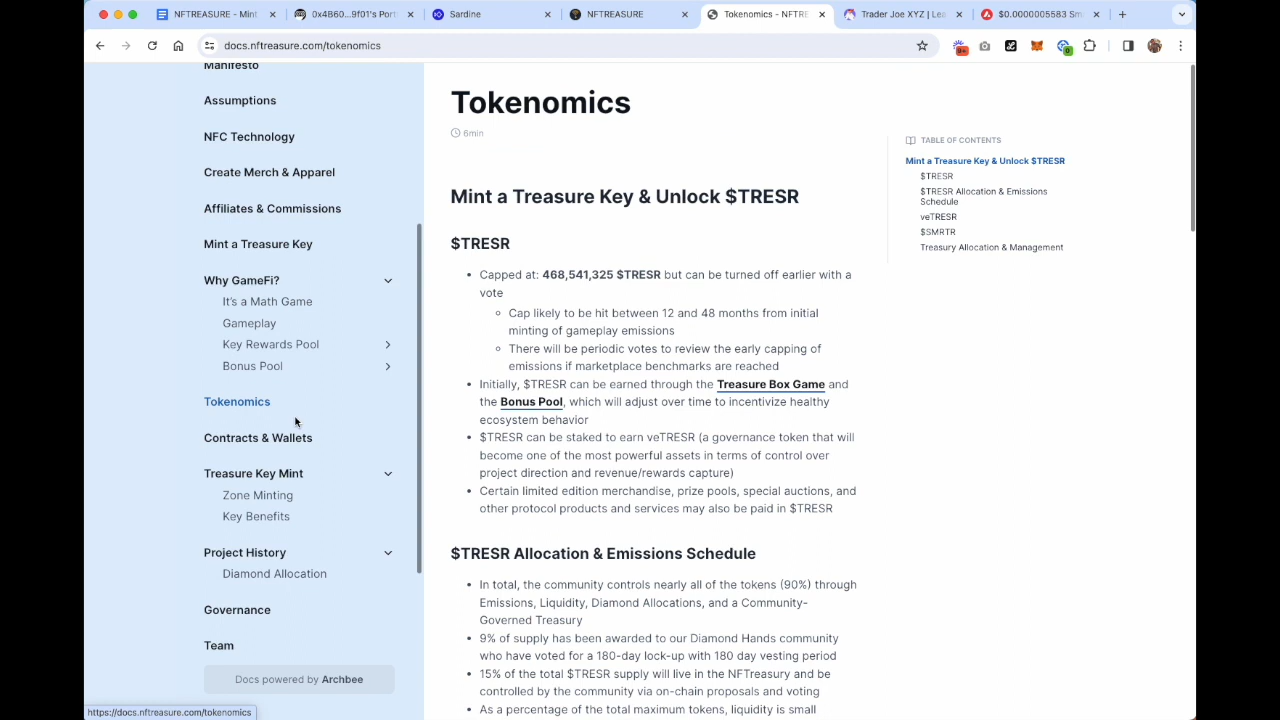 NFTREASURE - Mint
0x4B60...9f01's Port
Sardine
NFTREASURE
Tokenomics - NFTRE
Trader Joe XYZ | Lea
$0.0000005583 Sm
docs.nftreasure.com/tokenomics
9+
0
Manifesto
Assumptions
NFC Technology
Create Merch & Apparel
Affiliates & Commissions
Mint a Treasure Key
Why GameFi?
It's a Math Game
Gameplay
Key Rewards Pool
Bonus Pool
Tokenomics
Contracts & Wallets
Treasure Key Mint
Zone Minting
Key Benefits
Project History
Diamond Allocation
Governance
Team
Docs powered by Archbee
https://docs.nftreasure.com/tokenomics
Tokenomics
6min
Mint a Treasure Key & Unlock $TRESR
$TRESR
• Capped at: 468,541,325 $TRESR but can be turned off earlier with a
vote
◦ Cap likely to be hit between 12 and 48 months from initial
minting of gameplay emissions
◦ There will be periodic votes to review the early capping of
emissions if marketplace benchmarks are reached
• Initially, $TRESR can be earned through the Treasure Box Game and
the Bonus Pool, which will adjust over time to incentivize healthy
ecosystem behavior
• $TRESR can be staked to earn veTRESR (a governance token that will
become one of the most powerful assets in terms of control over
project direction and revenue/rewards capture)
• Certain limited edition merchandise, prize pools, special auctions, and
other protocol products and services may also be paid in $TRESR
$TRESR Allocation & Emissions Schedule
• In total, the community controls nearly all of the tokens (90%) through
Emissions, Liquidity, Diamond Allocations, and a Community-
Governed Treasury
• 9% of supply has been awarded to our Diamond Hands community
who have voted for a 180-day lock-up with 180 day vesting period
• 15% of the total $TRESR supply will live in the NFTreasury and be
controlled by the community via on-chain proposals and voting
• As a percentage of the total maximum tokens, liquidity is small
TABLE OF CONTENTS
Mint a Treasure Key & Unlock $TRESR
$TRESR
$TRESR Allocation & Emissions
Schedule
veTRESR
$SMRTR
Treasury Allocation & Management